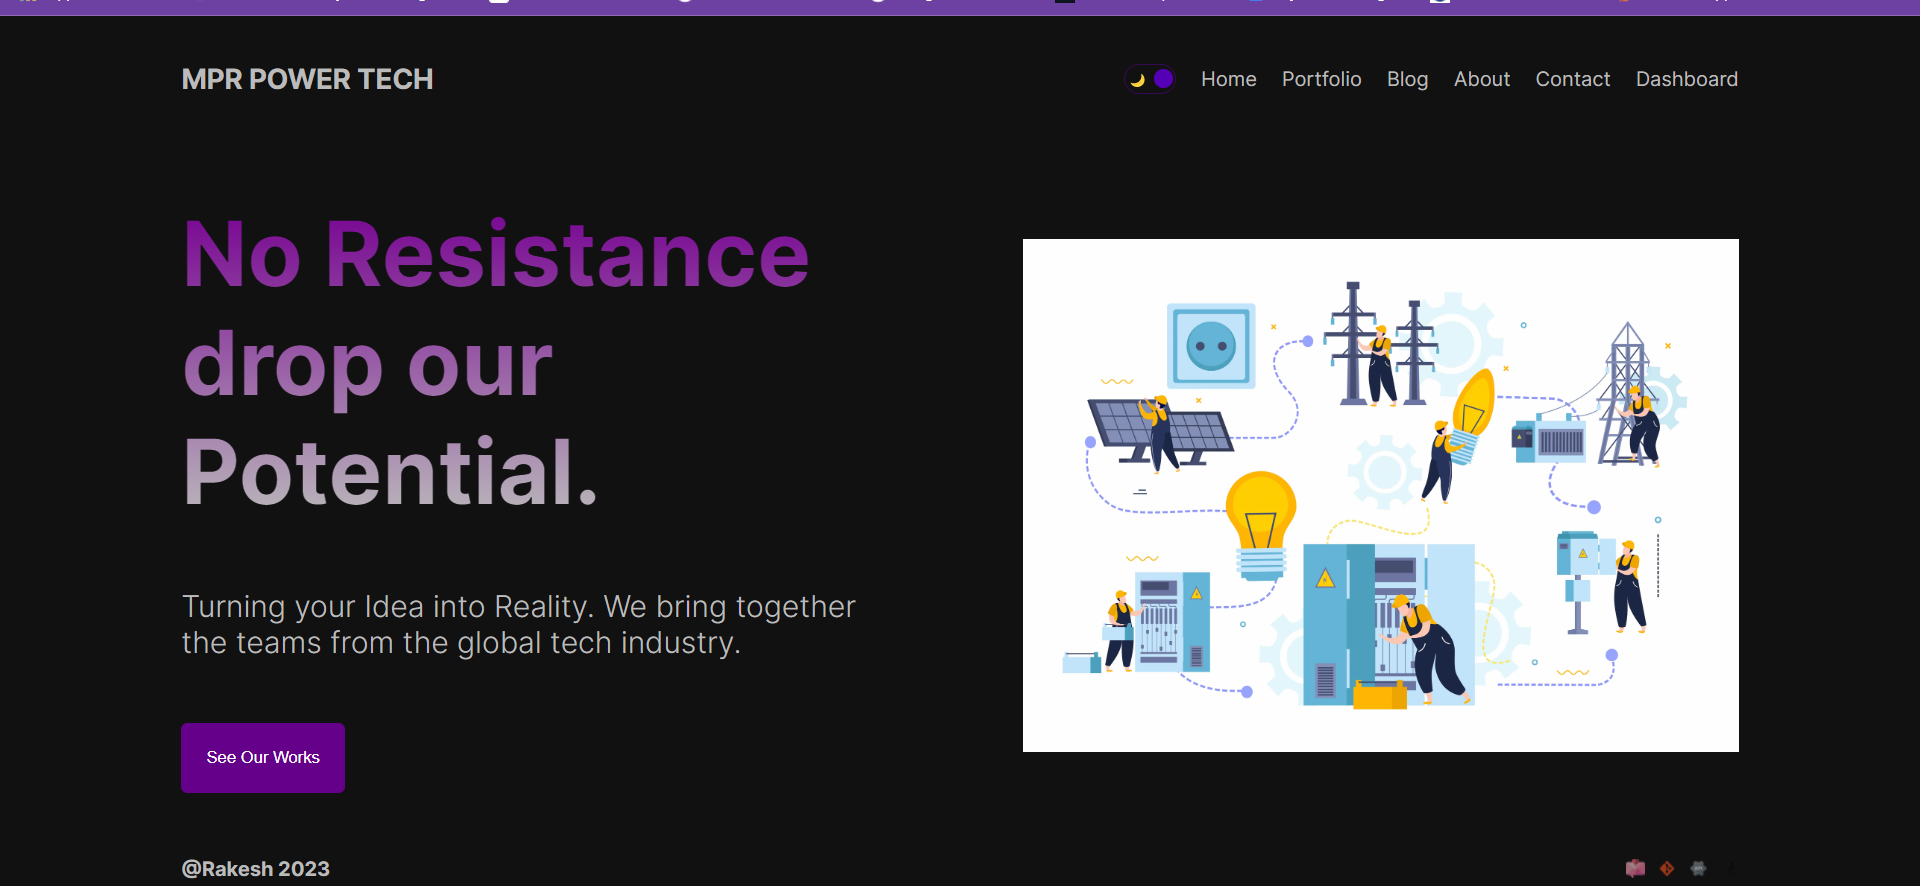 MPR POWER TECH
Home Portfolio Blog About Contact Dashboard
No Resistance
drop our
Potential.
Turning your Idea into Reality. We bring together
the teams from the global tech industry.
See Our Works
@Rakesh 2023